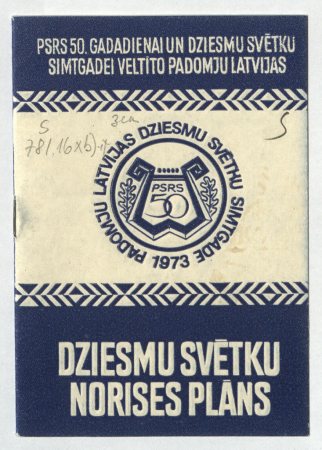 PSRS 50. GADADIENAI UN DZIESMU SVĒTKU
SIMTGADEI VELTĪTO PADOMJU LATVIJAS
S
78/.16
S
PADOMJU LATVIJAS DZIESMU SVĒTKU SIMTGADE
PSRS
50
1973
DZIESMU SVĒTKU
NORISES PLĀNS